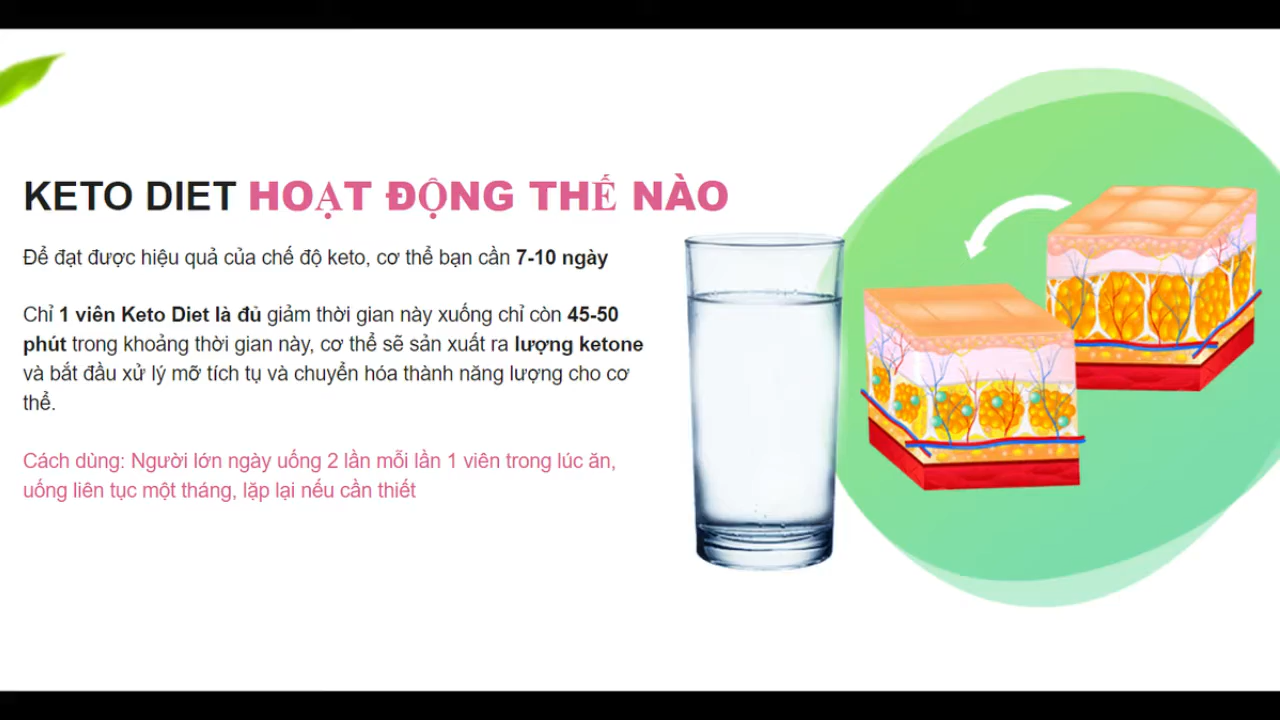 KETO DIET HOẠT ĐỘNG THẾ NÀO
Để đạt được hiệu quả của chế độ keto, cơ thể bạn cần 7-10 ngày
Chỉ 1 viên Keto Diet là đủ giảm thời gian này xuống chỉ còn 45-50
phút trong khoảng thời gian này, cơ thể sẽ sản xuất ra lượng ketone
và bắt đầu xử lý mỡ tích tụ và chuyển hóa thành năng lượng cho cơ
thể.
Cách dùng: Người lớn ngày uống 2 lần mỗi lần 1 viên trong lúc ăn,
uống liên tục một tháng, lặp lại nếu cần thiết